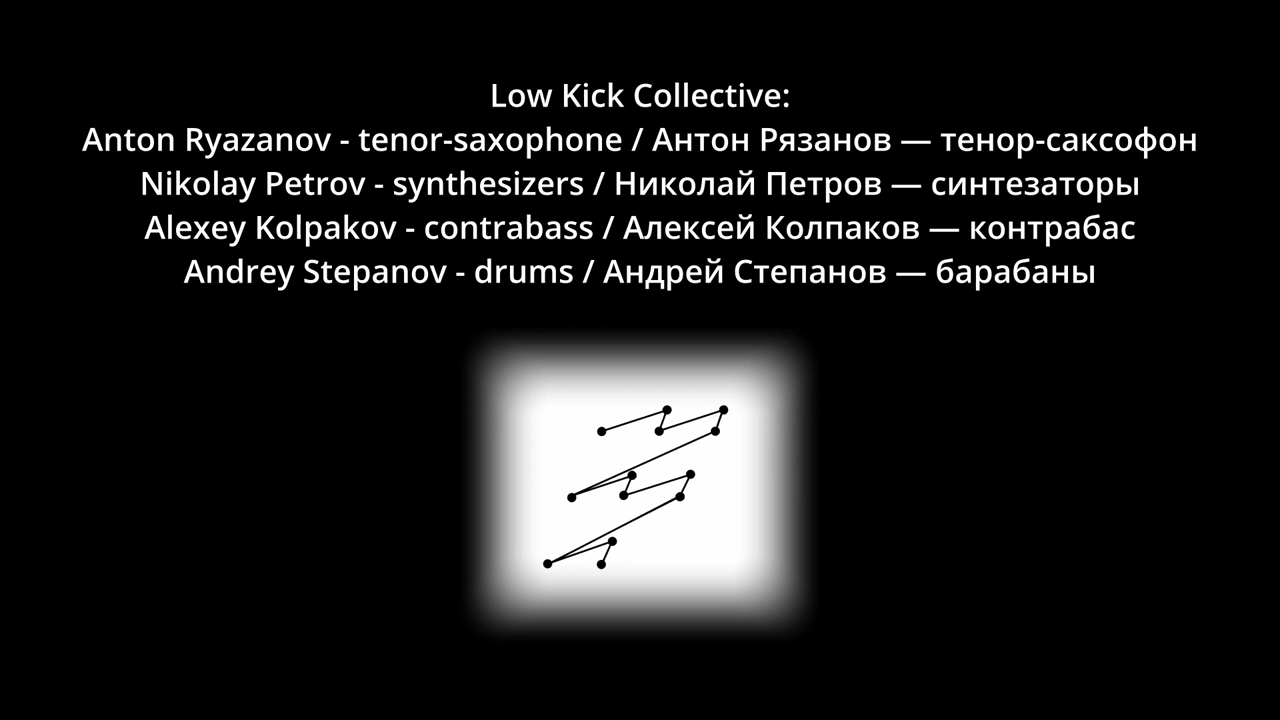 Low Kick Collective:
Anton Ryazanov - tenor-saxophone / Антон Рязанов — тенор-саксофон
Nikolay Petrov - synthesizers / Николай Петров — синтезаторы
Alexey Kolpakov - contrabass / Алексей Колпаков — контрабас
Andrey Stepanov - drums / Андрей Степанов — барабаны